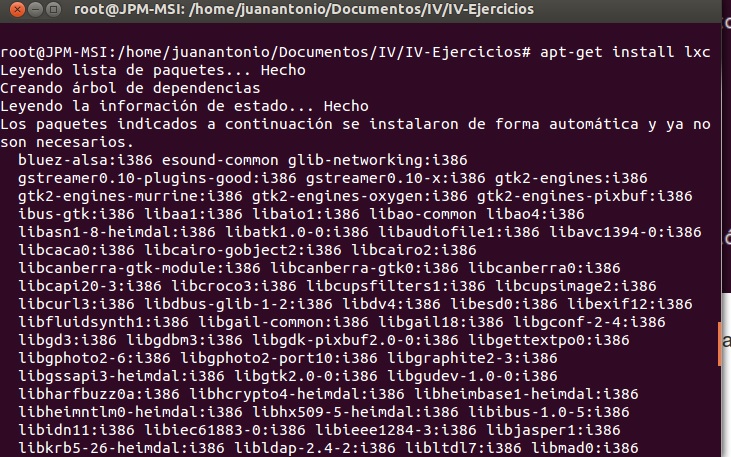 root@JPM-MSI: /home/juanantonio/Documentos/IV/IV-Ejercicios
root@JPM-MSI:/home/juanantonio/Documentos/IV/IV-Ejercicios# apt-get install lxc
Leyendo lista de paquetes... Hecho
Creando árbol de dependencias
Leyendo la información de estado... Hecho
Los paquetes indicados a continuación se instalaron de forma automática y ya no
son necesarios.
bluez-alsa:i386 esound-common glib-networking:i386
gstreamer0.10-plugins-good:i386 gstreamer0.10-x:i386 gtk2-engines:i386
gtk2-engines-murrine:i386 gtk2-engines-oxygen:i386 gtk2-engines-pixbuf:i386
ibus-gtk:i386 libaa1:i386 libaio1:i386 libao-common libao4:i386
libasn1-8-heimdal:i386 libatk1.0-0:i386 libaudiofile1:i386 libavc1394-0:i386
libcaca0:i386 libcairo-gobject2:i386 libcairo2:i386
libcanberra-gtk-module:i386 libcanberra-gtk0:i386 libcanberra0:i386
libcapi20-3:i386 libcroco3:i386 libcupsfilters1:i386 libcupsimage2:i386
libcurl3:i386 libdbus-glib-1-2:i386 libdv4:i386 libesd0:i386 libexif12:i386
libfluidsynth1:i386 libgail-common:i386 libgail18:i386 libgconf-2-4:i386
libgd3:i386 libgdbm3:i386 libgdk-pixbuf2.0-0:i386 libgettextpo0:i386
libgphoto2-6:i386 libgphoto2-port10:i386 libgraphite2-3:i386
libgssapi3-heimdal:i386 libgtk2.0-0:i386 libgudev-1.0-0:i386
libharfbuzz0a:i386 libhcrypto4-heimdal:i386 libheimbase1-heimdal:i386
libheimntlm0-heimdal:i386 libhx509-5-heimdal:i386 libibus-1.0-5:i386
libidn11:i386 libiec61883-0:i386 libieee1284-3:i386 libjasper1:i386
libkrb5-26-heimdal:i386 libldap-2.4-2:i386 libltdl7:i386 libmad0:i386